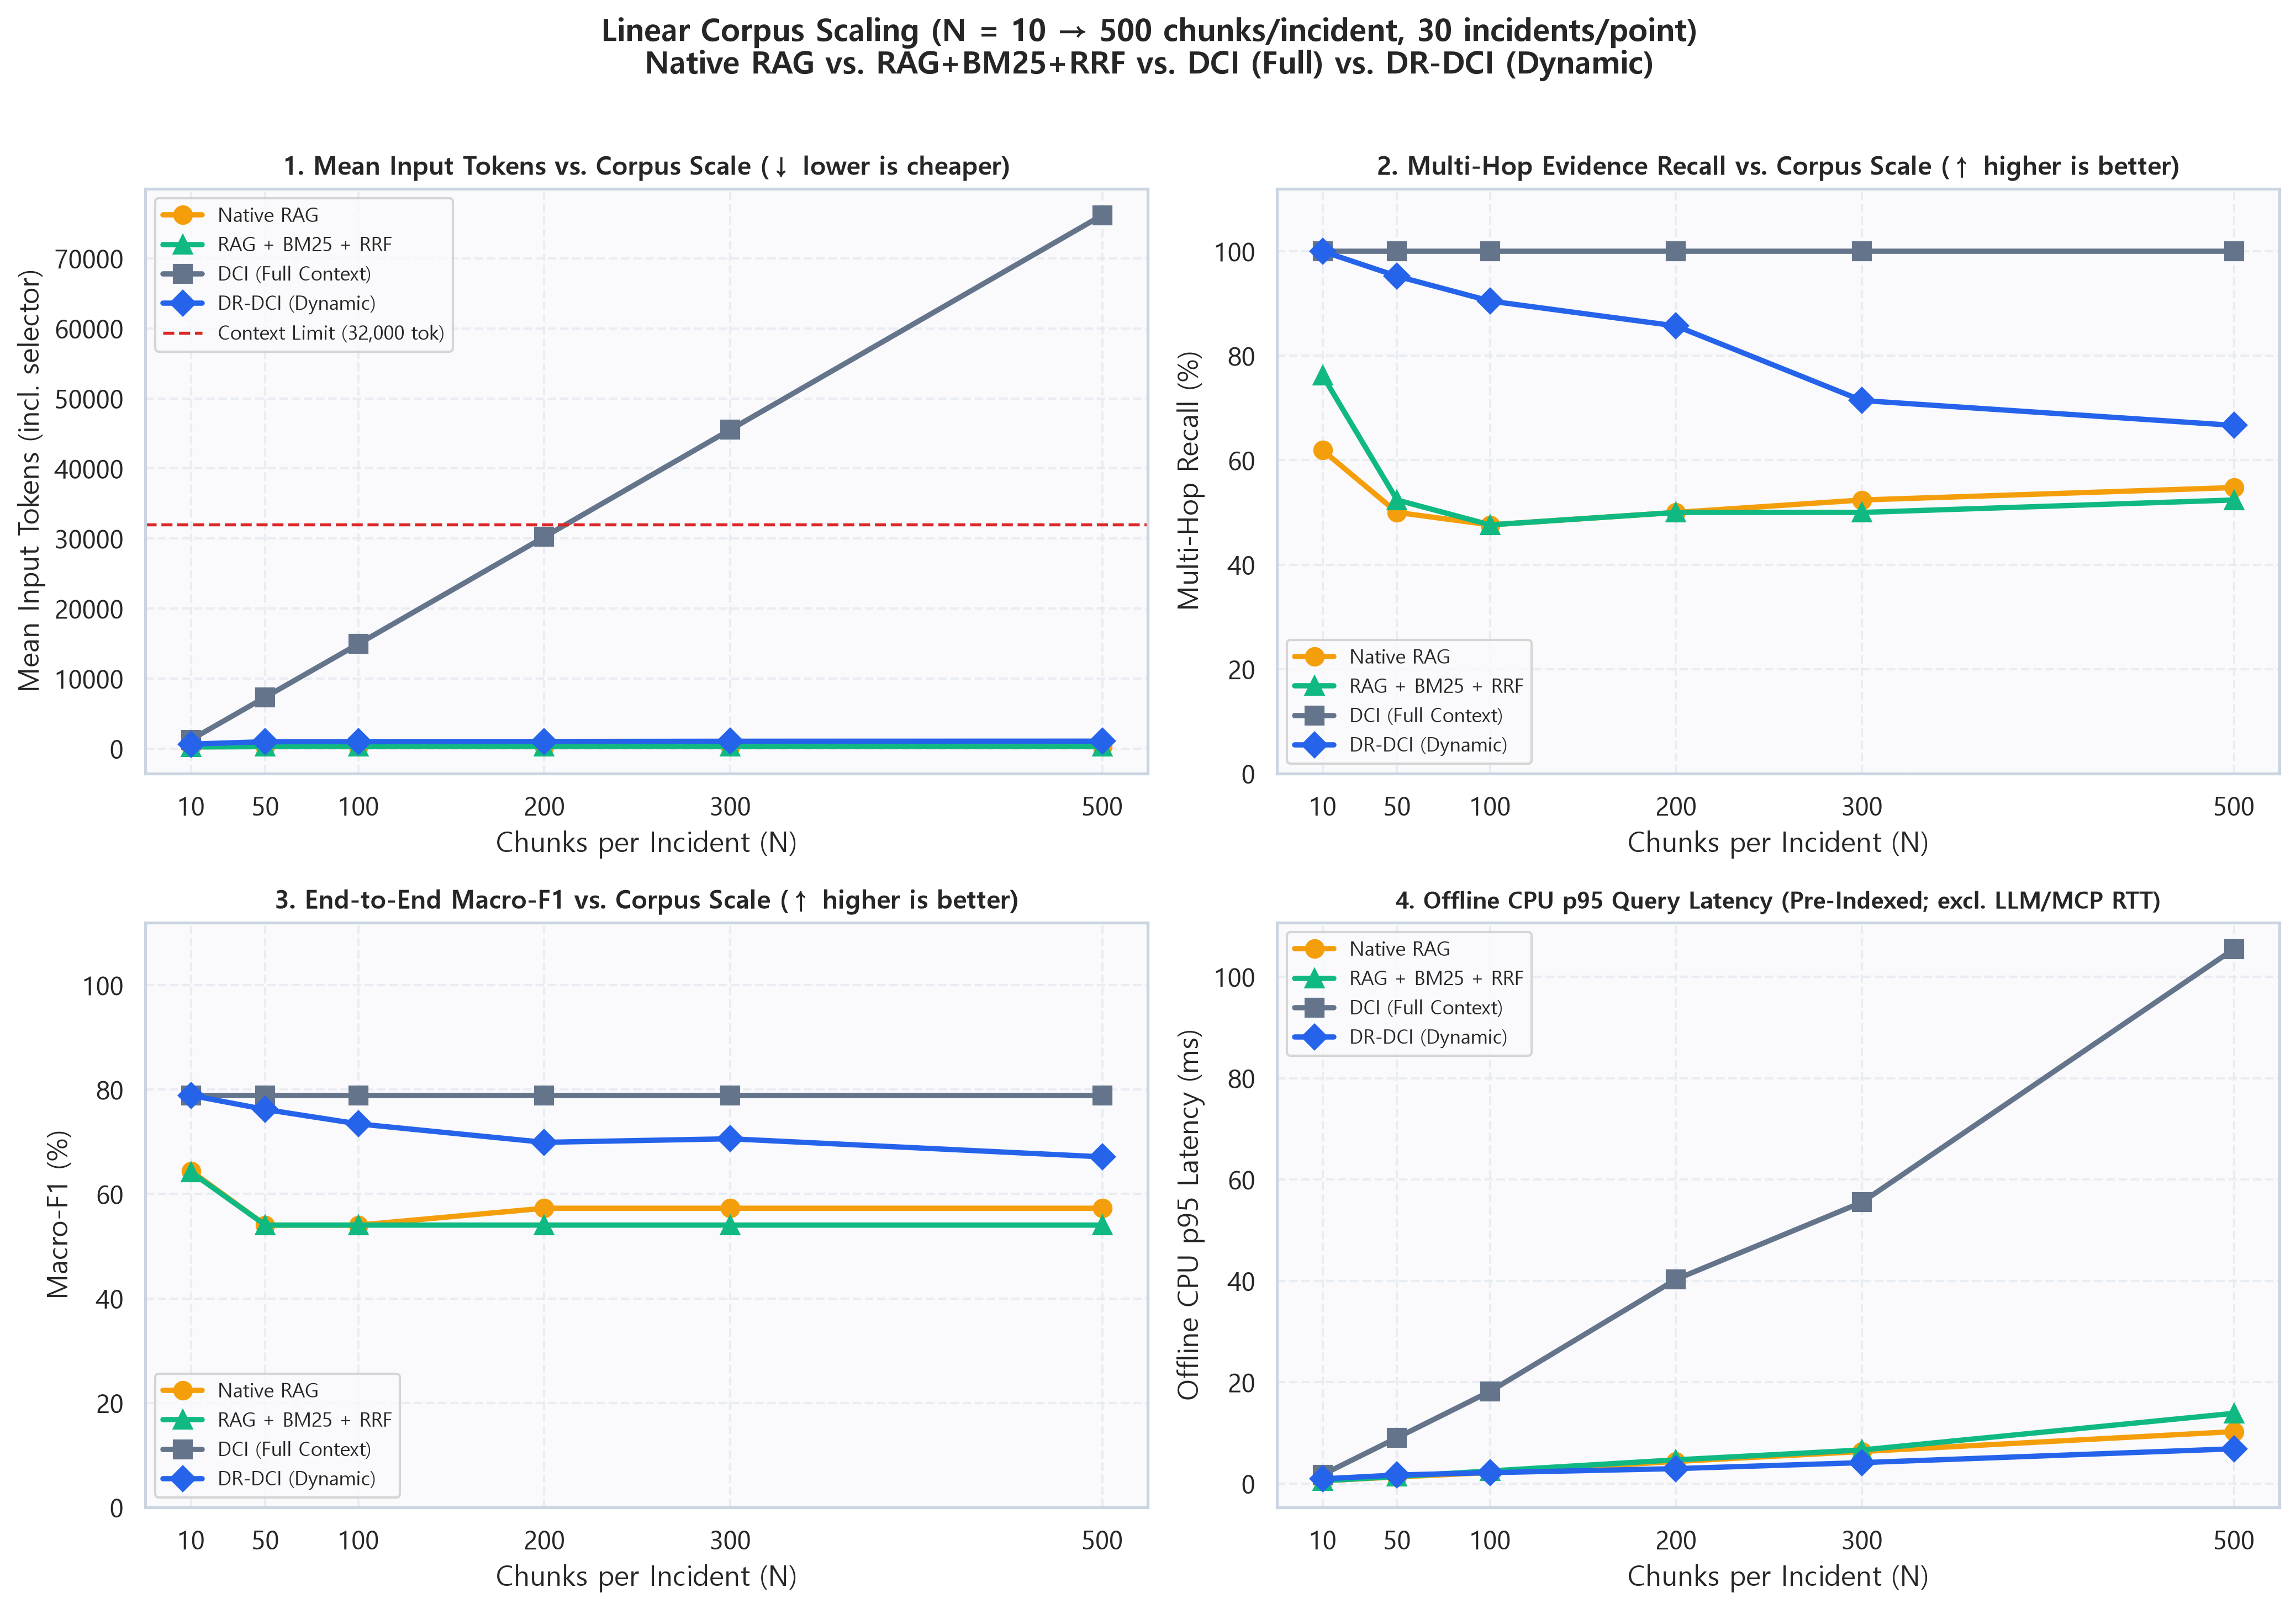 Linear Corpus Scaling (N = 10 → 500 chunks/incident, 30 incidents/point)
Native RAG vs. RAG+BM25+RRF vs. DCI (Full) vs. DR-DCI (Dynamic)
1. Mean Input Tokens vs. Corpus Scale (↓ lower is cheaper)
Native RAG
RAG + BM25 + RRF
DCI (Full Context)
DR-DCI (Dynamic)
Context Limit (32,000 tok)
Mean Input Tokens (incl. selector)
70000
60000
50000
40000
30000
20000
10000
0
10 50 100 200 300 500
Chunks per Incident (N)
2. Multi-Hop Evidence Recall vs. Corpus Scale (↑ higher is better)
Multi-Hop Recall (%)
100
80
60
40
20
0
Native RAG
RAG + BM25 + RRF
DCI (Full Context)
DR-DCI (Dynamic)
10 50 100 200 300 500
Chunks per Incident (N)
3. End-to-End Macro-F1 vs. Corpus Scale (↑ higher is better)
Macro-F1 (%)
100
80
60
40
20
0
Native RAG
RAG + BM25 + RRF
DCI (Full Context)
DR-DCI (Dynamic)
10 50 100 200 300 500
Chunks per Incident (N)
4. Offline CPU p95 Query Latency (Pre-Indexed; excl. LLM/MCP RTT)
Native RAG
RAG + BM25 + RRF
DCI (Full Context)
DR-DCI (Dynamic)
Offline CPU p95 Latency (ms)
100
80
60
40
20
0
10 50 100 200 300 500
Chunks per Incident (N)